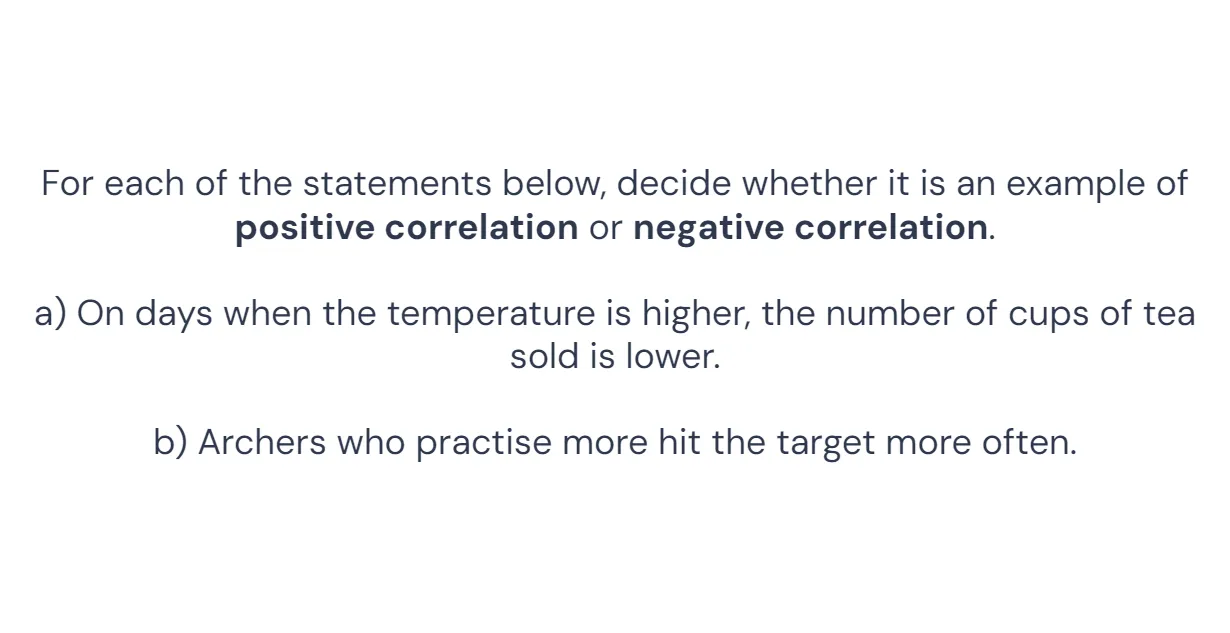 For each of the statements below, decide whether it is an example of
positive correlation or negative correlation.
a) On days when the temperature is higher, the number of cups of tea
sold is lower.
b) Archers who practise more hit the target more often.